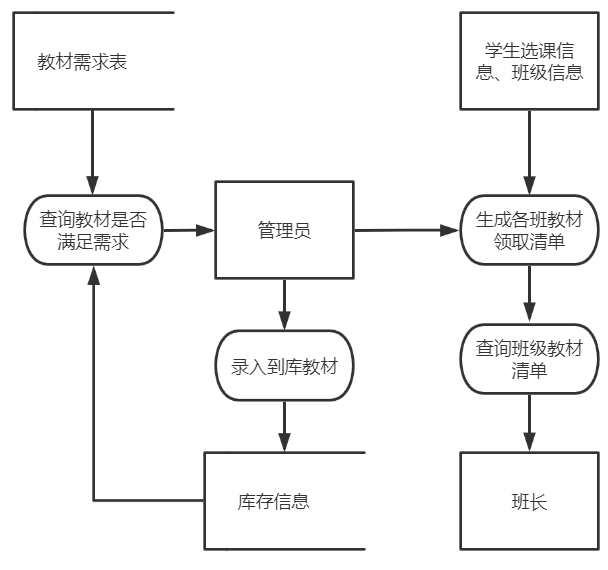 教材需求表
学生选课信
息、班级信息
查询教材是否
满足需求
管理员
生成各班教材
领取清单
录入到库教材
查询班级教材
清单
库存信息
班长